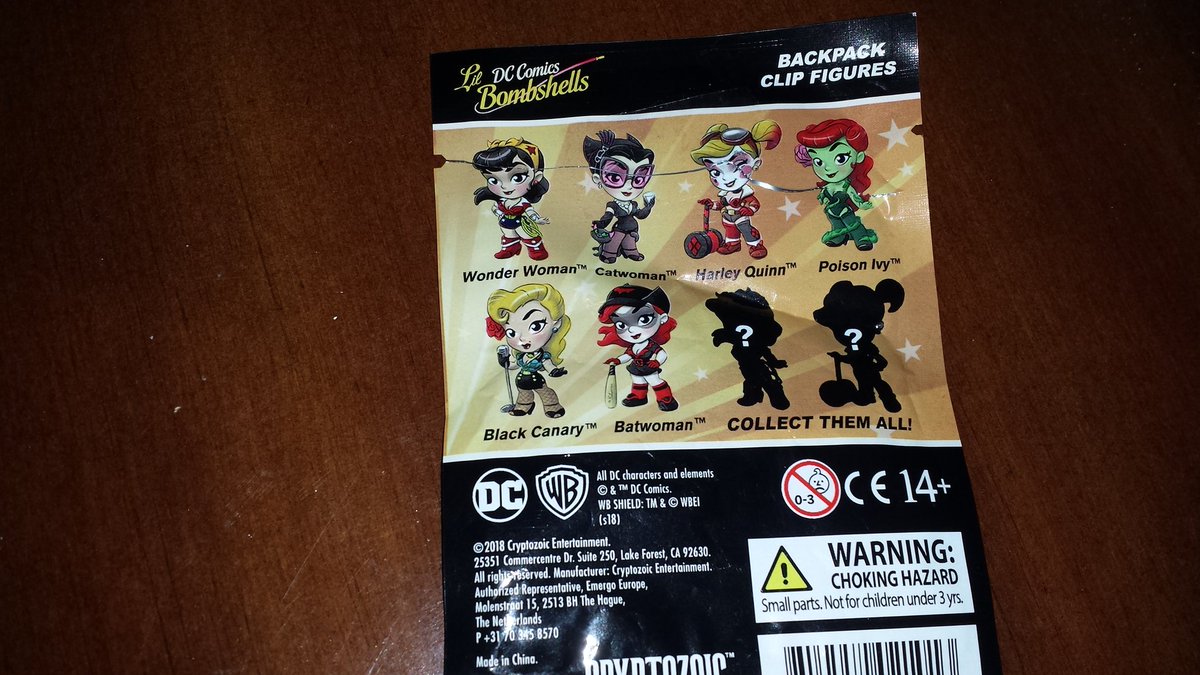 Lil DC Comics
Bombshells
BACKPACK
CLIP FIGURES
Wonder Woman™ Catwoman™ Harley Quinn™ Poison Ivy™
? ?
Black Canary™ Batwoman™ COLLECT THEM ALL!
DC WB
All DC characters and elements
© & ™ DC Comics.
WB SHIELD: TM & © WBEI
(s18)
0-3 CE 14+
©2018 Cryptozoic Entertainment.
25351 Commercentre Dr. Suite 250, Lake Forest, CA 92630.
All rights reserved. Manufacturer: Cryptozoic Entertainment.
Authorized Representative, Emergo Europe,
Molenstraat 15, 2513 BH The Hague,
The Netherlands
P +31 70 345 8570
Made in China.
CRYPTOZOIC™
! WARNING:
CHOKING HAZARD
Small parts. Not for children under 3 yrs.